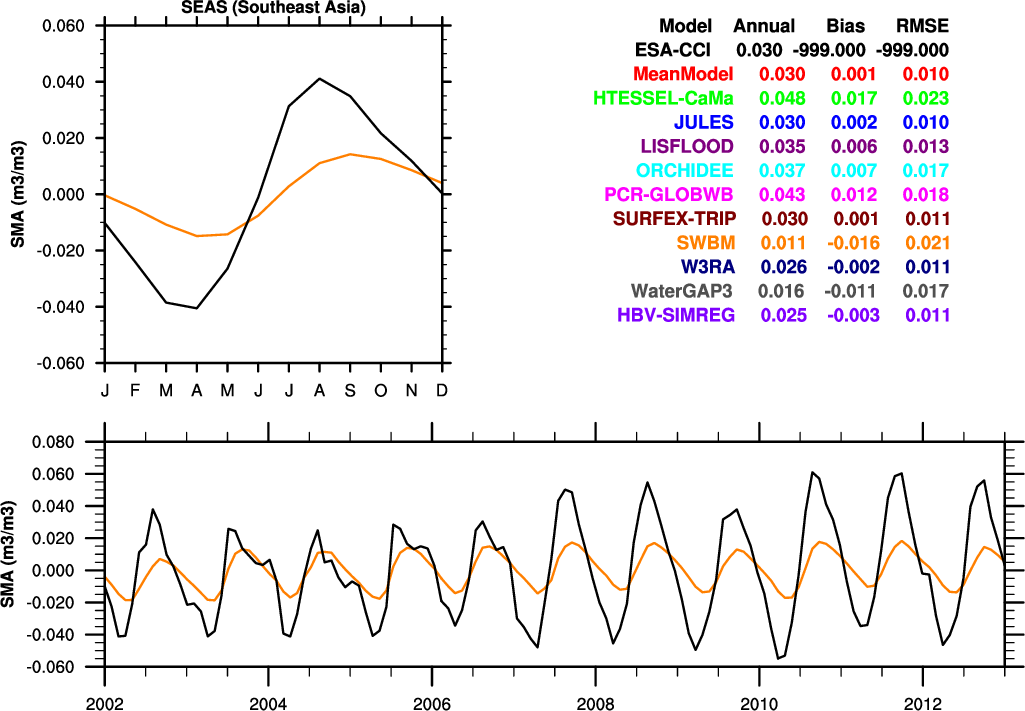 SEAS (Southeast Asia)
0.060
0.040
0.020
0.000
-0.020
-0.040
-0.060
SMA (m3/m3)
J F M A M J J A S O N D
Model Annual Bias RMSE
ESA-CCI 0.030 -999.000 -999.000
MeanModel 0.030 0.001 0.010
HTESSEL-CaMa 0.048 0.017 0.023
JULES 0.030 0.002 0.010
LISFLOOD 0.035 0.006 0.013
ORCHIDEE 0.037 0.007 0.017
PCR-GLOBWB 0.043 0.012 0.018
SURFEX-TRIP 0.030 0.001 0.011
SWBM 0.011 -0.016 0.021
W3RA 0.026 -0.002 0.011
WaterGAP3 0.016 -0.011 0.017
HBV-SIMREG 0.025 -0.003 0.011
0.080
0.060
0.040
0.020
0.000
-0.020
-0.040
-0.060
SMA (m3/m3)
2002 2004 2006 2008 2010 2012